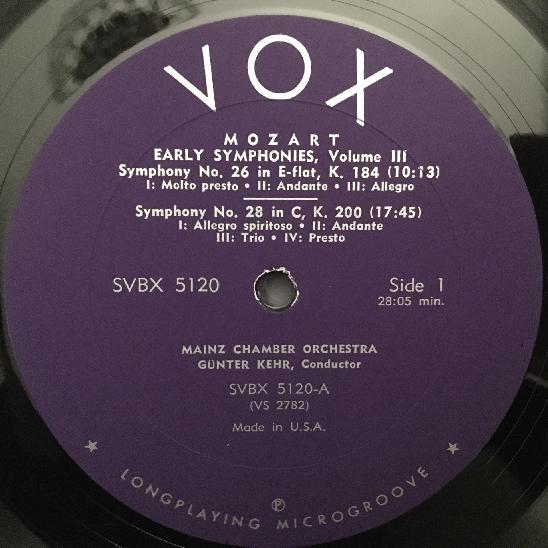 VOX
MOZART
EARLY SYMPHONIES, Volume III
Symphony No. 26 in E-flat, K. 184 (10:13)
I: Molto presto • II: Andante • III: Allegro
Symphony No. 28 in C, K. 200 (17:45)
I: Allegro spiritoso • II: Andante
III: Trio • IV: Presto
SVBX 5120
Side 1
28:05 min.
MAINZ CHAMBER ORCHESTRA
GÜNTER KEHR, Conductor
SVBX 5120-A
(VS 2782)
Made in U.S.A.
℗
★ LONGPLAYING MICROGROOVE ★